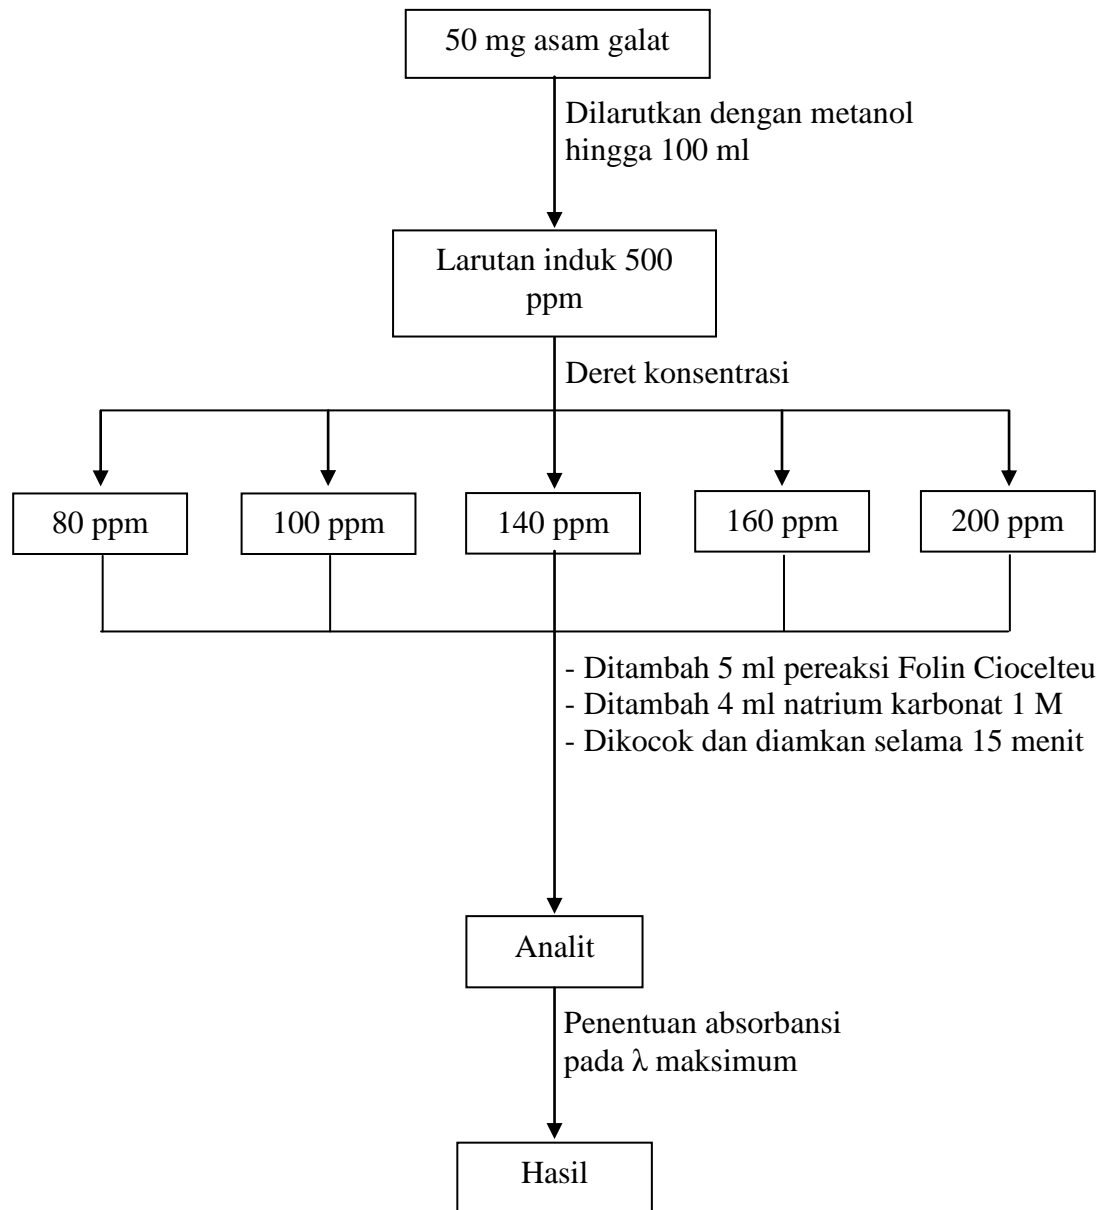 50 mg asam galat
Dilarutkan dengan metanol
hingga 100 ml
Larutan induk 500
ppm
Deret konsentrasi
80 ppm
100 ppm
140 ppm
160 ppm
200 ppm
- Ditambah 5 ml pereaksi Folin Ciocelteu
- Ditambah 4 ml natrium karbonat 1 M
- Dikocok dan diamkan selama 15 menit
Analit
Penentuan absorbansi
pada λ maksimum
Hasil